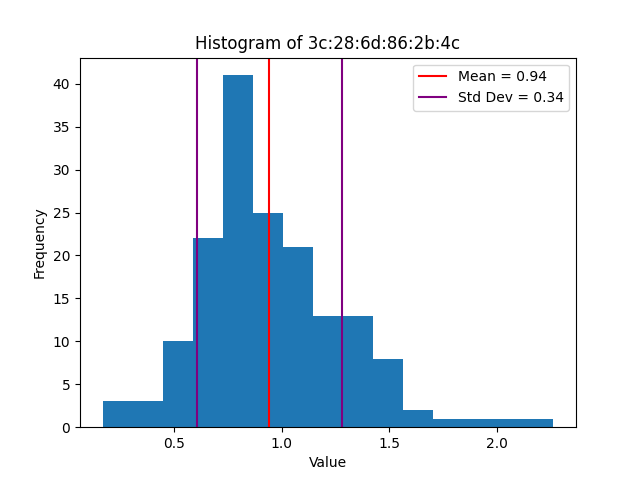 Histogram of 3c:28:6d:86:2b:4c
Mean = 0.94
Std Dev = 0.34
Frequency
40
35
30
25
20
15
10
5
0
0.5 1.0 1.5 2.0
Value